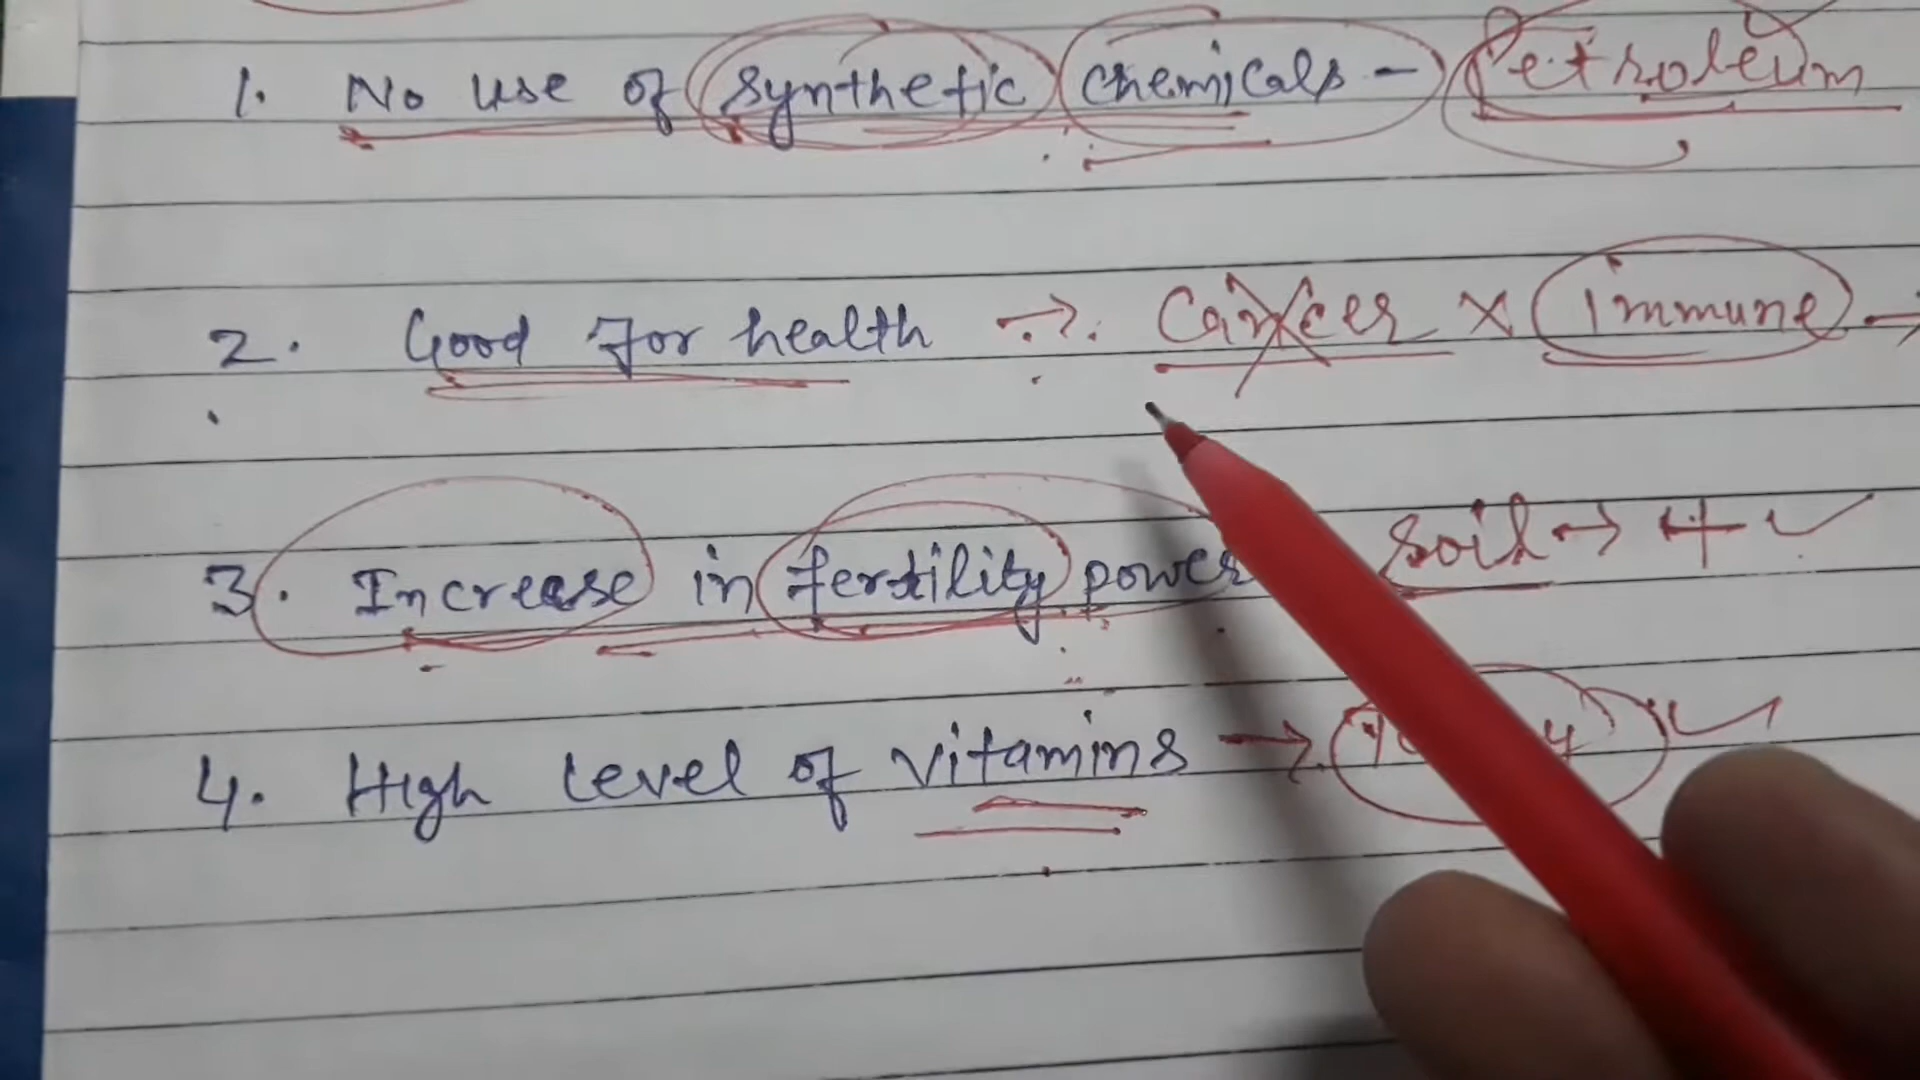 1. No use of synthetic chemicals - Petroleum
2. Good for health → Cancer × immune →
3. Increase in fertility power soil → + ✓
4. High level of vitamins → ✓